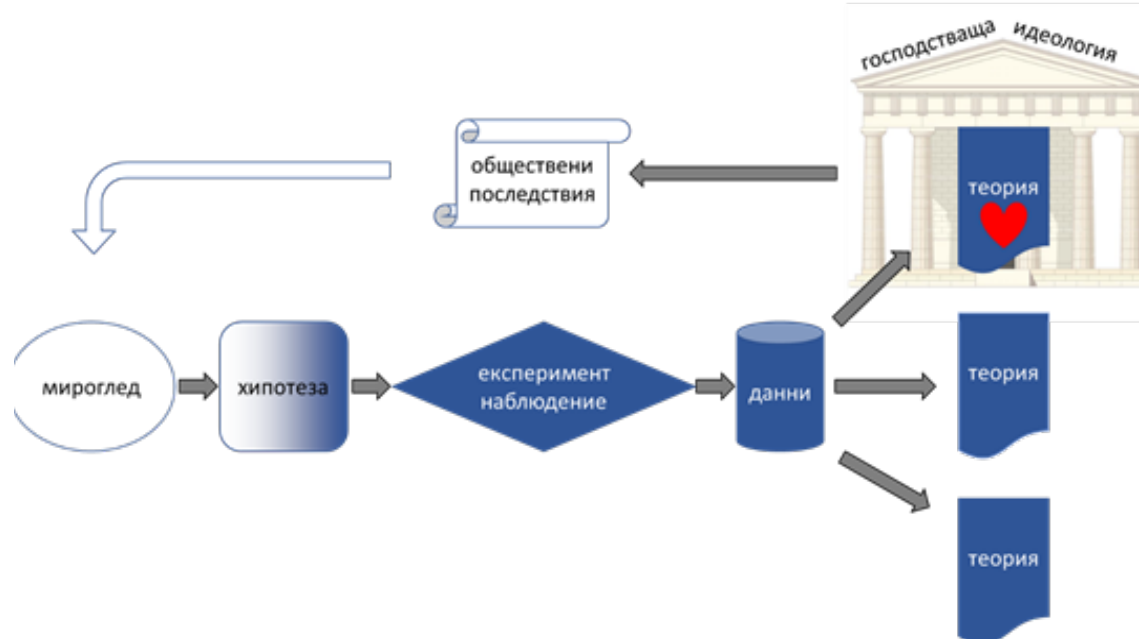 господстваща идеология
обществени
последствия
теория
мироглед
хипотеза
експеримент
наблюдение
данни
теория
теория